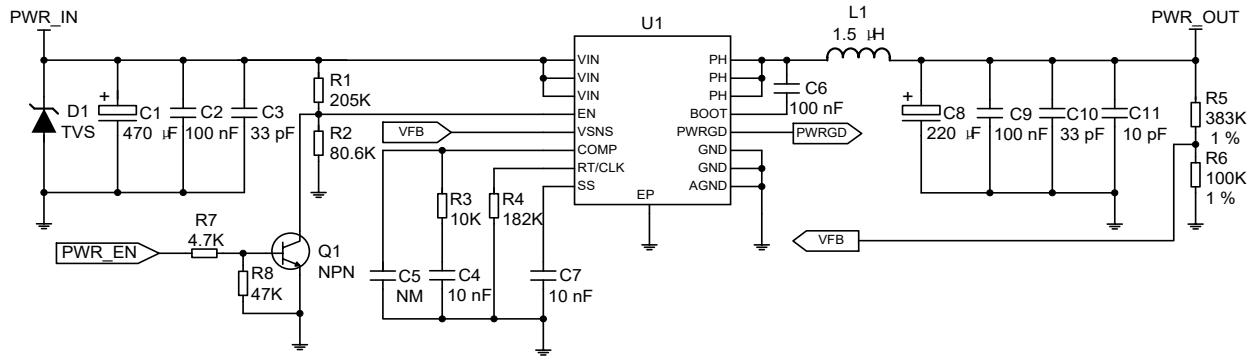 PWR_IN
U1
L1
1.5 µH
PWR_OUT
VIN
VIN
VIN
EN
VSNS
COMP
RT/CLK
SS
EP
PH
PH
PH
BOOT
PWRGD
GND
GND
AGND
D1
TVS
+
C1
470 µF
C2
100 nF
C3
33 pF
R1
205K
R2
80.6K
VFB
C6
100 nF
PWRGD
+
C8
220 µF
C9
100 nF
C10
33 pF
C11
10 pF
R5
383K
1 %
R6
100K
1 %
VFB
R3
10K
R4
182K
R7
4.7K
PWR_EN
Q1
NPN
R8
47K
C5
NM
C4
10 nF
C7
10 nF